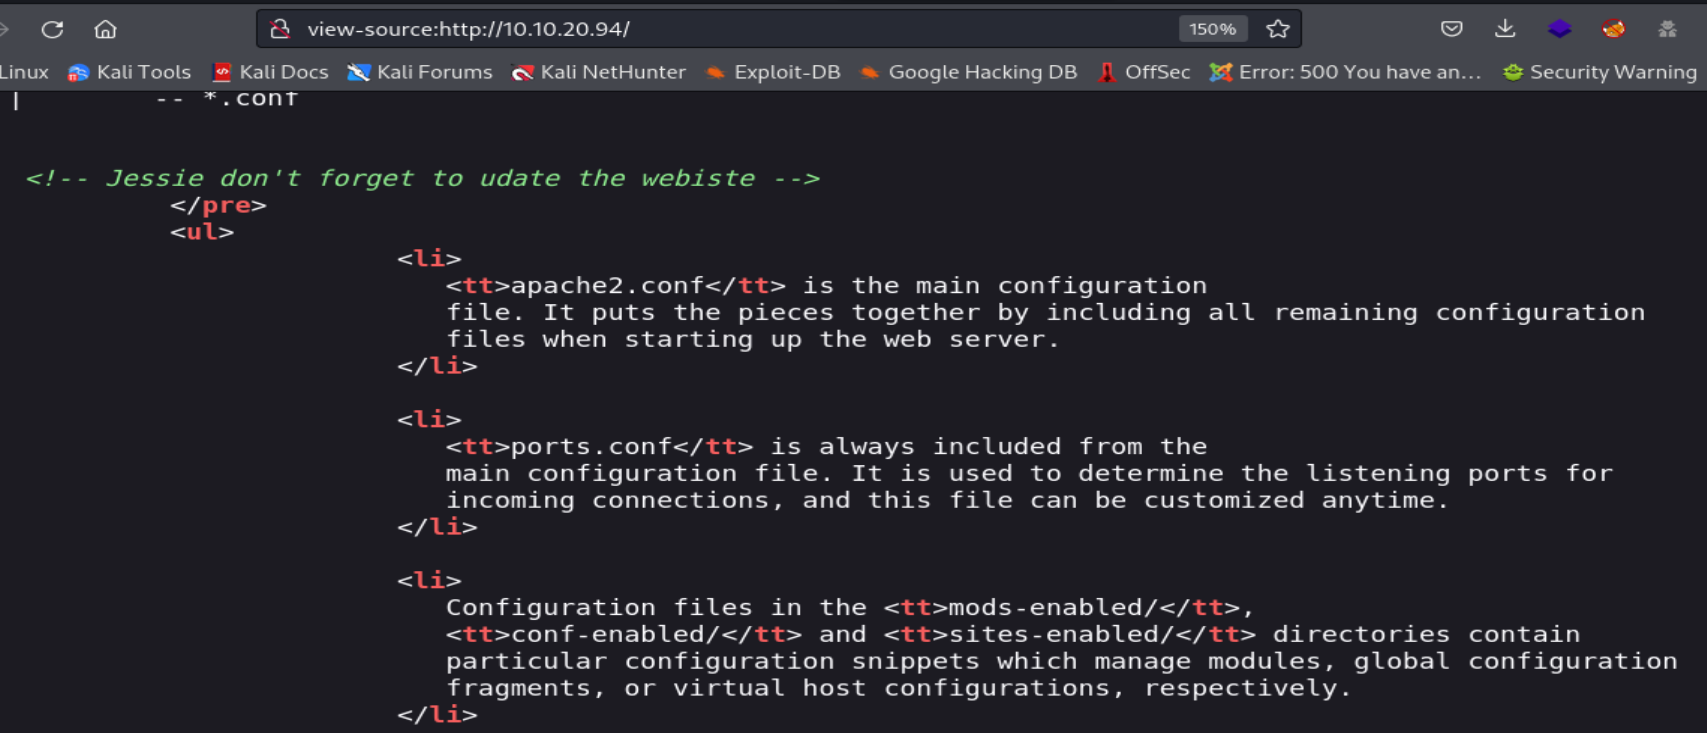 view-source:http://10.10.20.94/ 150%
Linux Kali Tools Kali Docs Kali Forums Kali NetHunter Exploit-DB Google Hacking DB OffSec Error: 500 You have an... Security Warning
| -- *.conf
<!-- Jessie don't forget to udate the webiste -->
</pre>
<ul>
<li>
<tt>apache2.conf</tt> is the main configuration
file. It puts the pieces together by including all remaining configuration
files when starting up the web server.
</li>
<li>
<tt>ports.conf</tt> is always included from the
main configuration file. It is used to determine the listening ports for
incoming connections, and this file can be customized anytime.
</li>
<li>
Configuration files in the <tt>mods-enabled/</tt>,
<tt>conf-enabled/</tt> and <tt>sites-enabled/</tt> directories contain
particular configuration snippets which manage modules, global configuration
fragments, or virtual host configurations, respectively.
</li>